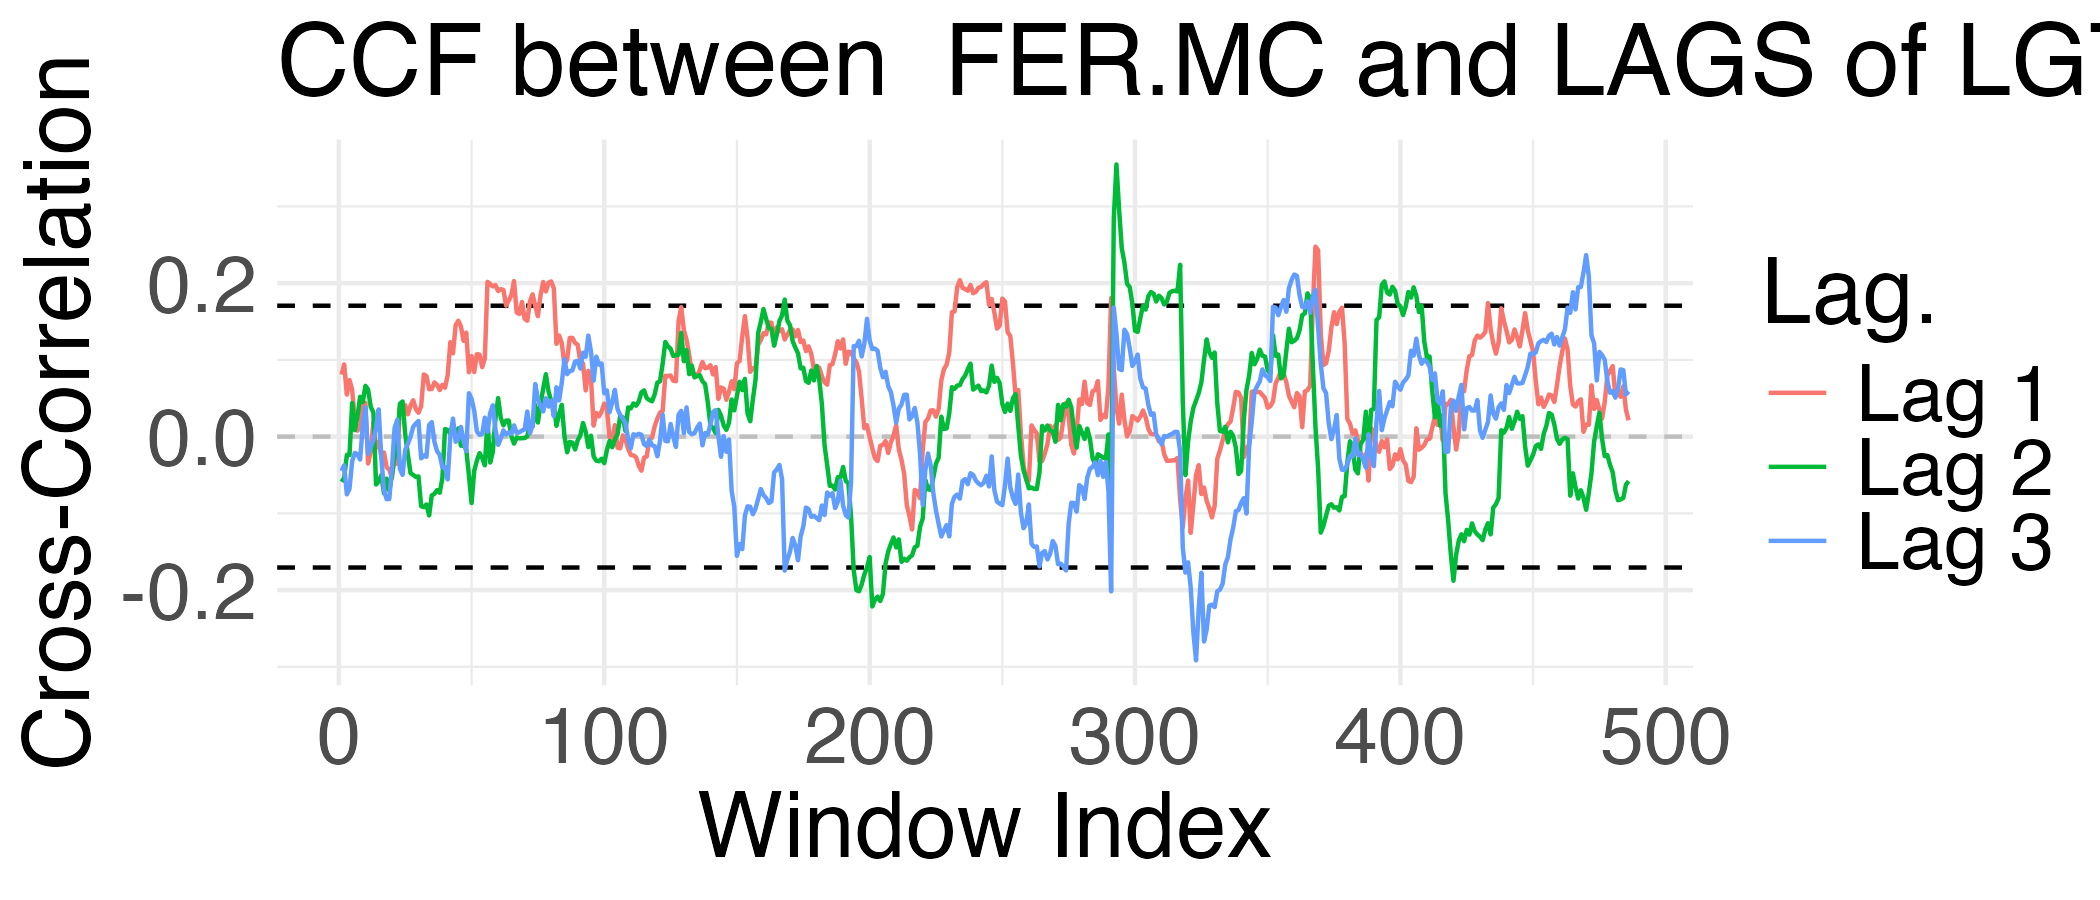 CCF between FER.MC and LAGS of LGT
Cross-Correlation
0.2
0.0
-0.2
0
100
200
300
400
500
Window Index
Lag.
Lag 1
Lag 2
Lag 3